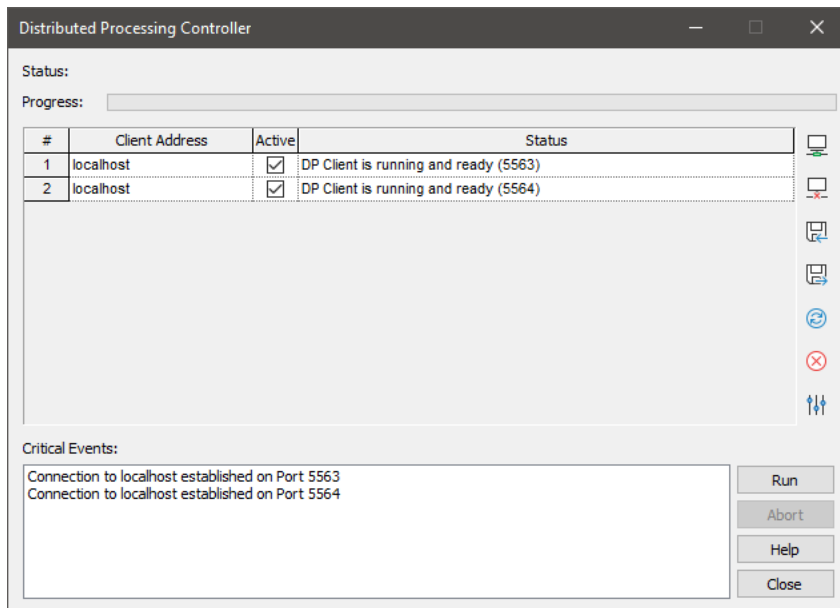 Distributed Processing Controller
Status:
Progress:
# Client Address Active Status
1 localhost DP Client is running and ready (5563)
2 localhost DP Client is running and ready (5564)
Critical Events:
Connection to localhost established on Port 5563
Connection to localhost established on Port 5564
Run
Abort
Help
Close